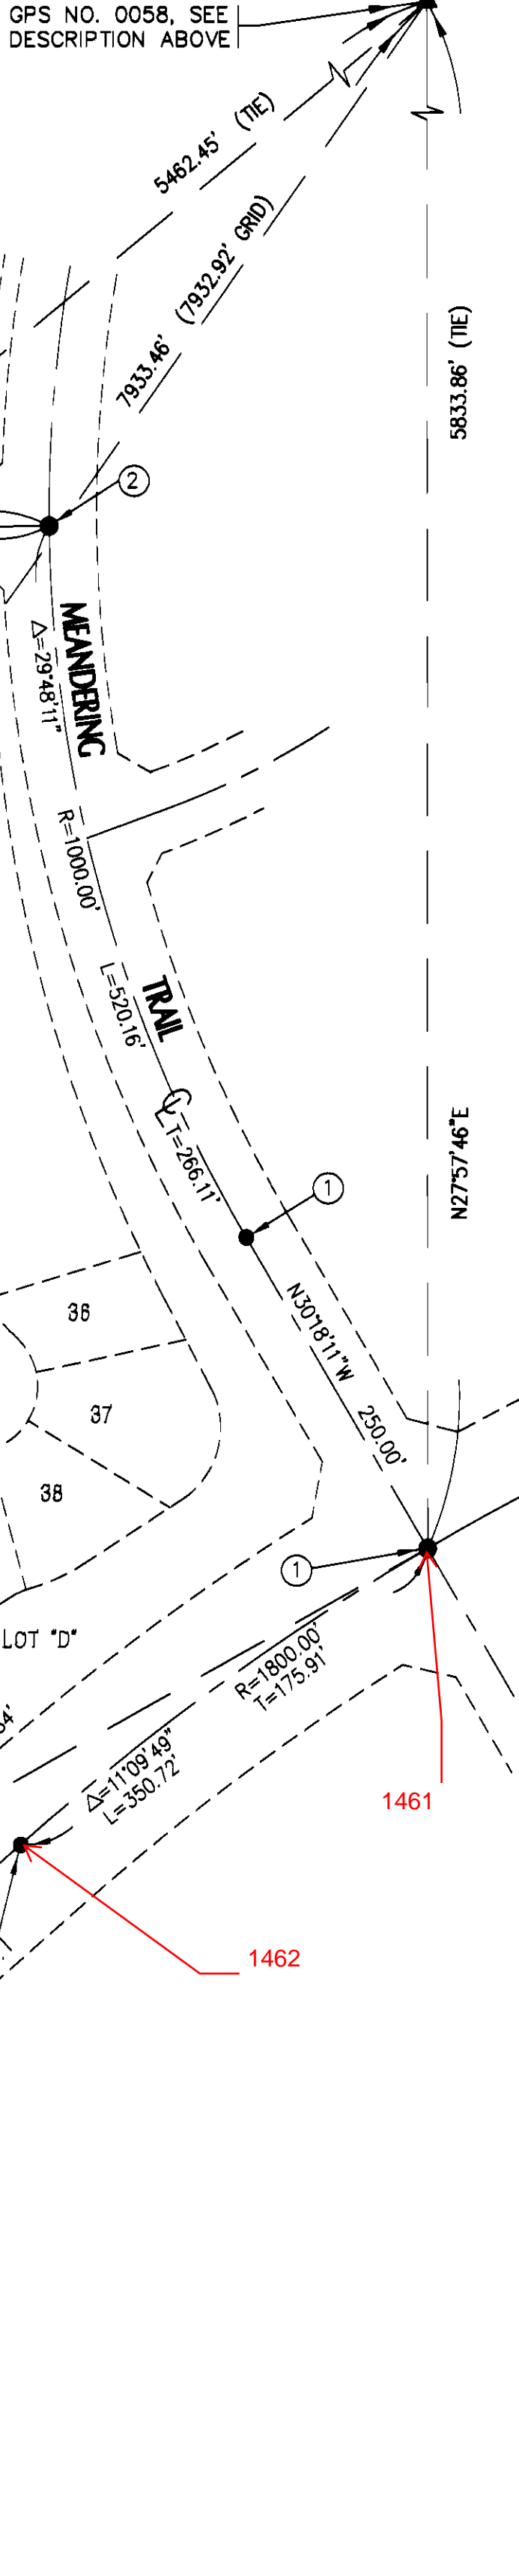 GPS NO. 0058, SEE
DESCRIPTION ABOVE
5462.45' (TIE)
7933.46' (7932.92' GRID)
5833.86' (TIE)
2
MEANDERING
Δ=29°48'11"
R=1000.00'
TRAIL
L=520.16'
T=266.11'
N27°57'46"E
1
36
N30°18'11"W 250.00'
37
38
1
LOT "D"
R=1800.00'
T=175.91'
Δ=11°09'49"
L=350.72'
1461
1462